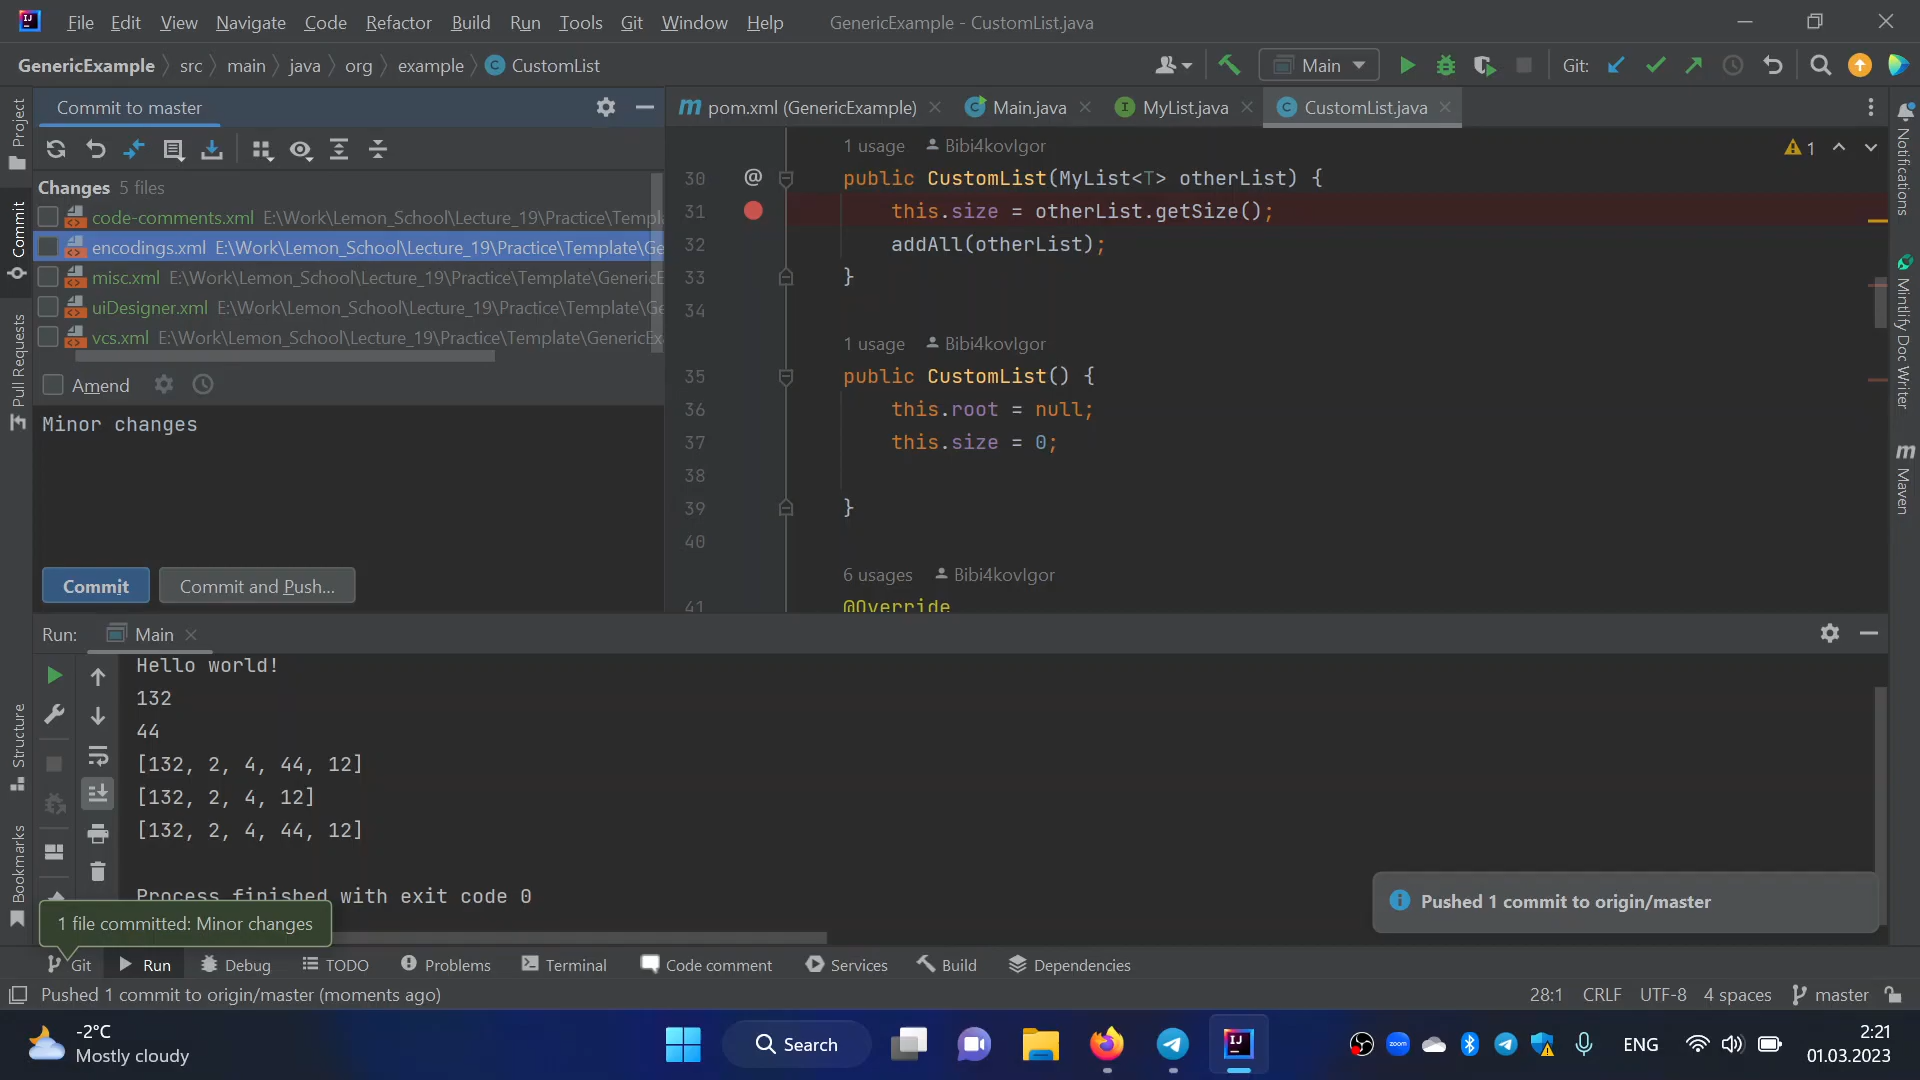 File Edit View Navigate Code Refactor Build Run Tools Git Window Help GenericExample - CustomList.java
GenericExample src main java org example CustomList Main Git:
Project
Commit
Pull Requests
Structure
Bookmarks
Commit to master
Changes 5 files
code-comments.xml E:\Work\Lemon_School\Lecture_19\Practice\Templ
encodings.xml E:\Work\Lemon_School\Lecture_19\Practice\Template\Ge
misc.xml E:\Work\Lemon_School\Lecture_19\Practice\Template\GenericE
uiDesigner.xml E:\Work\Lemon_School\Lecture_19\Practice\Template\Ge
vcs.xml E:\Work\Lemon_School\Lecture_19\Practice\Template\GenericEx
Amend
Minor changes
Commit Commit and Push...
pom.xml (GenericExample) Main.java MyList.java CustomList.java
1 usage Bibi4kovIgor
1
30 public CustomList(MyList<T> otherList) {
31 this.size = otherList.getSize();
32 addAll(otherList);
33 }
34
1 usage Bibi4kovIgor
35 public CustomList() {
36 this.root = null;
37 this.size = 0;
38
39 }
40
6 usages Bibi4kovIgor
41 @Override
Notifications
Mintlify Doc Writer
Maven
Run: Main
Hello world!
132
44
[132, 2, 4, 44, 12]
[132, 2, 4, 12]
[132, 2, 4, 44, 12]
Process finished with exit code 0
1 file committed: Minor changes
Pushed 1 commit to origin/master
Git Run Debug TODO Problems Terminal Code comment Services Build Dependencies
Pushed 1 commit to origin/master (moments ago) 28:1 CRLF UTF-8 4 spaces master
-2°C
Mostly cloudy
Search
zoom
ENG
2:21
01.03.2023